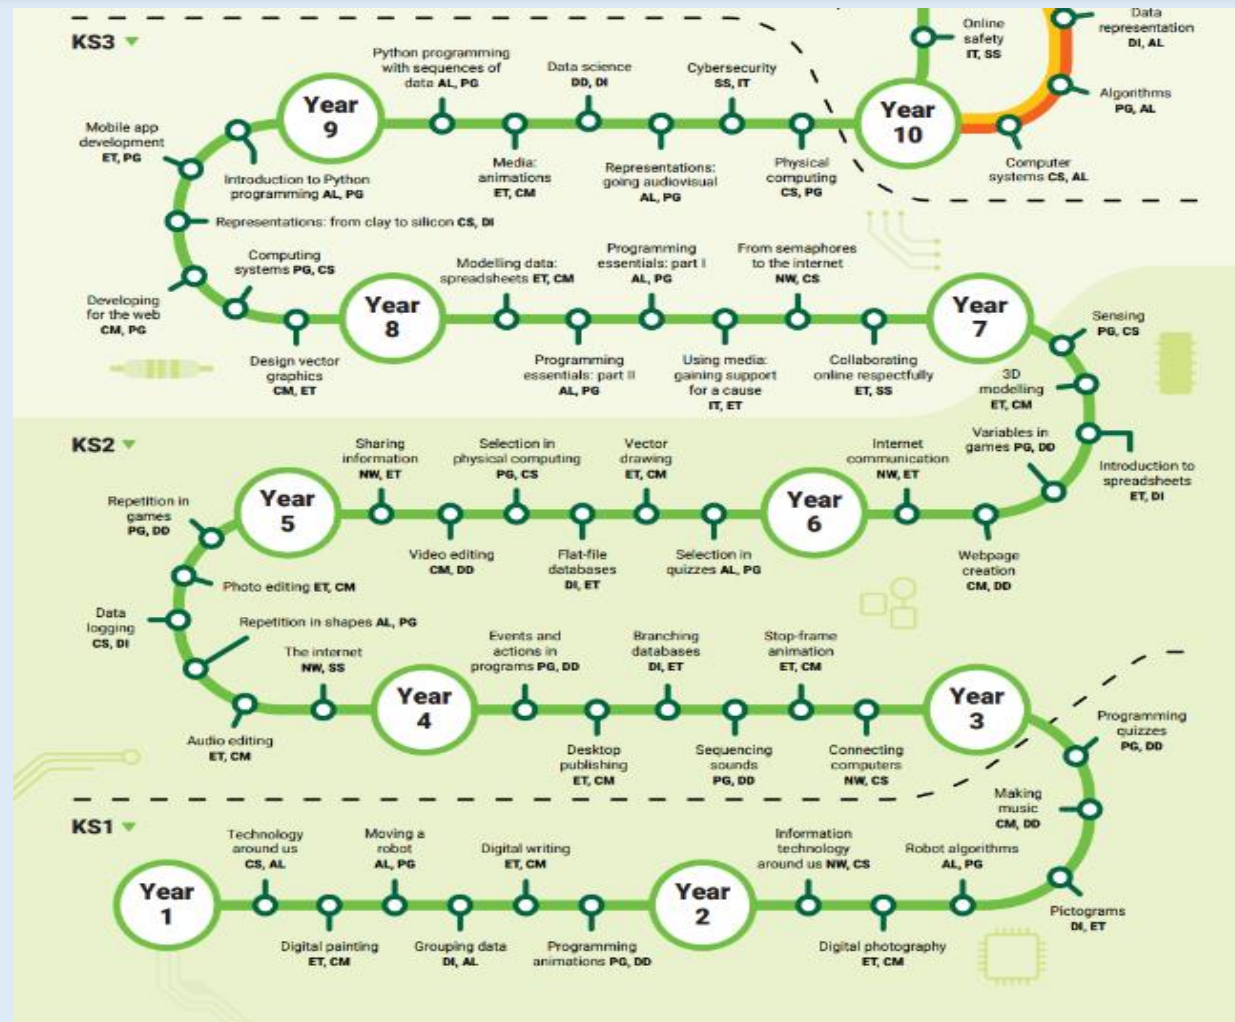 KS3
Python programming
with sequences of
data AL, PG
Data science
DD, DI
Cybersecurity
SS, IT
Online
safety
IT, SS
Data
representation
DI, AL
Algorithms
PG, AL
Year
9
Year
10
Mobile app
development
ET, PG
Introduction to Python
programming AL, PG
Media:
animations
ET, CM
Representations:
going audiovisual
AL, PG
Physical
computing
CS, PG
Computer
systems CS, AL
Representations: from clay to silicon CS, DI
Computing
systems PG, CS
Modelling data:
spreadsheets ET, CM
Programming
essentials: part I
AL, PG
From semaphores
to the internet
NW, CS
Developing
for the web
CM, PG
Year
8
Year
7
Sensing
PG, CS
Design vector
graphics
CM, ET
Programming
essentials: part II
AL, PG
Using media:
gaining support
for a cause
IT, ET
Collaborating
online respectfully
ET, SS
3D
modelling
ET, CM
KS2
Sharing
information
NW, ET
Selection in
physical computing
PG, CS
Vector
drawing
ET, CM
Internet
communication
NW, ET
Variables in
games PG, DD
Introduction to
spreadsheets
ET, DI
Repetition in
games
PG, DD
Year
5
Year
6
Photo editing ET, CM
Video editing
CM, DD
Flat-file
databases
DI, ET
Selection in
quizzes AL, PG
Webpage
creation
CM, DD
Data
logging
CS, DI
Repetition in shapes AL, PG
The internet
NW, SS
Events and
actions in
programs PG, DD
Branching
databases
DI, ET
Stop-frame
animation
ET, CM
Audio editing
ET, CM
Year
4
Year
3
Desktop
publishing
ET, CM
Sequencing
sounds
PG, DD
Connecting
computers
NW, CS
Programming
quizzes
PG, DD
Making
music
CM, DD
KS1
Technology
around us
CS, AL
Moving a
robot
AL, PG
Digital writing
ET, CM
Information
technology
around us NW, CS
Robot algorithms
AL, PG
Year
1
Year
2
Pictograms
DI, ET
Digital painting
ET, CM
Grouping data
DI, AL
Programming
animations PG, DD
Digital photography
ET, CM